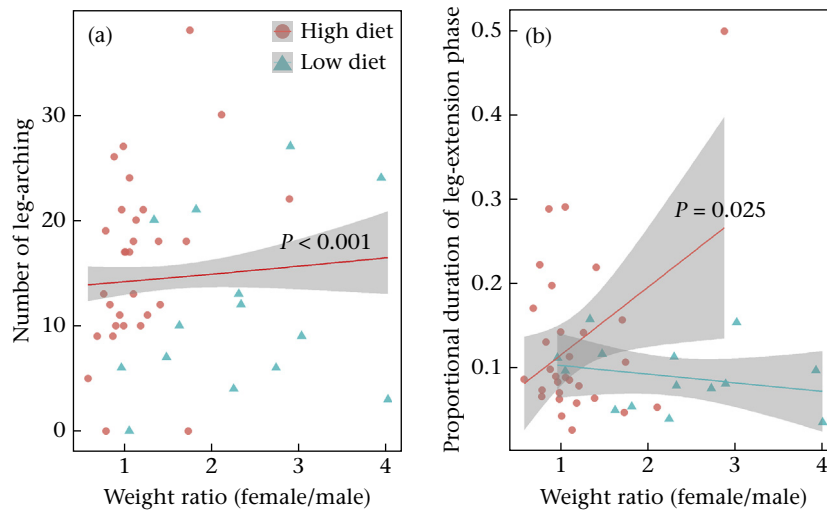 (a)
High diet
Low diet
Number of leg-arching
30
20
10
0
P < 0.001
1
2
3
4
Weight ratio (female/male)
(b)
Proportional duration of leg-extension phase
0.5
0.4
0.3
0.2
0.1
0.0
P = 0.025
1
2
3
4
Weight ratio (female/male)